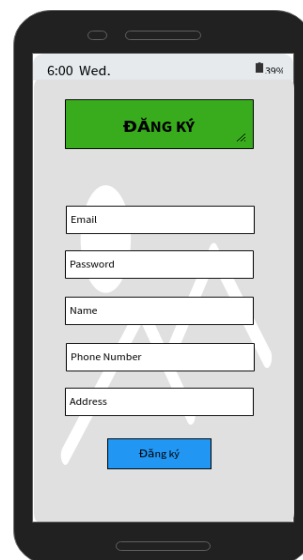 6:00 Wed. 39%
ĐĂNG KÝ
Email
Password
Name
Phone Number
Address
Đăng ký